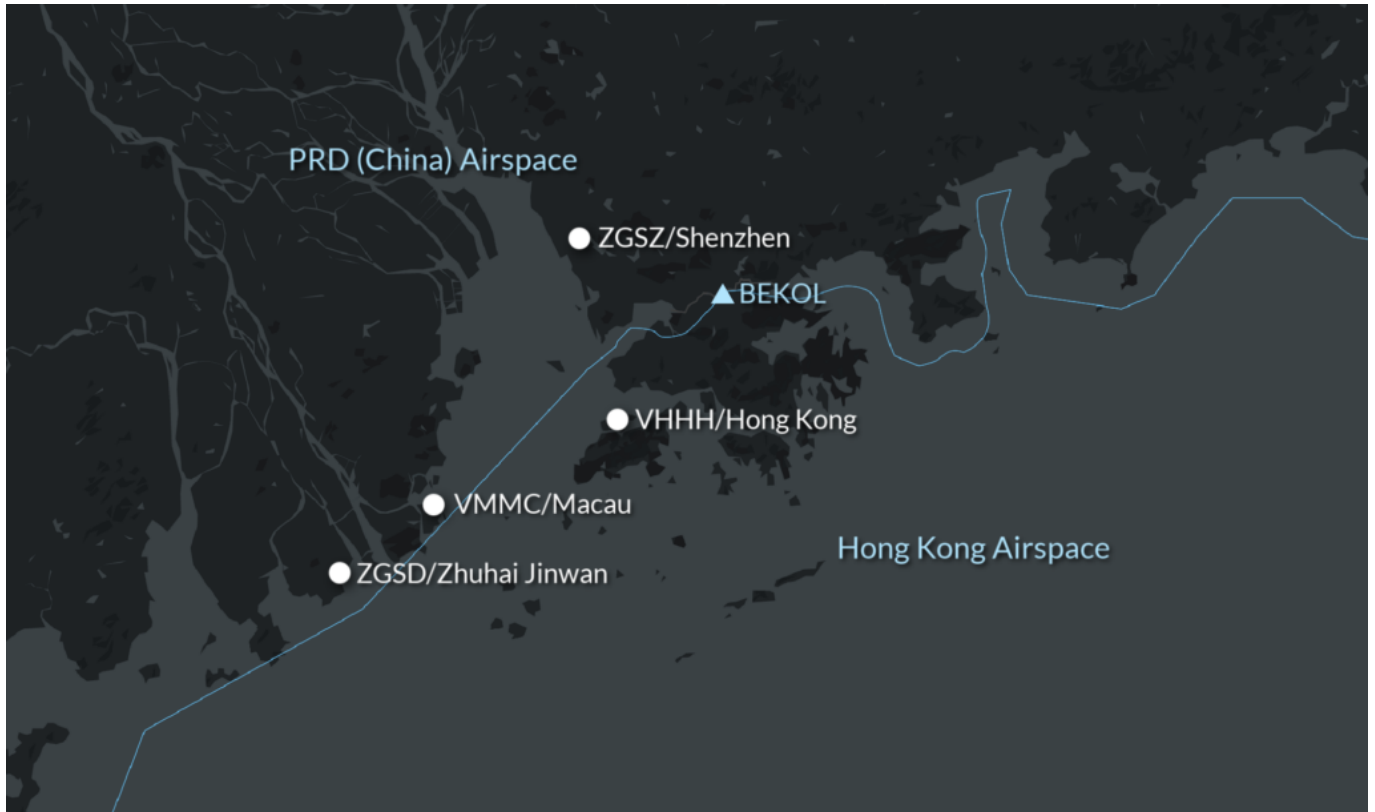 PRD (China) Airspace
ZGSZ/Shenzhen
BEKOL
VHHH/Hong Kong
VMMC/Macau
Hong Kong Airspace
ZGSD/Zhuhai Jinwan